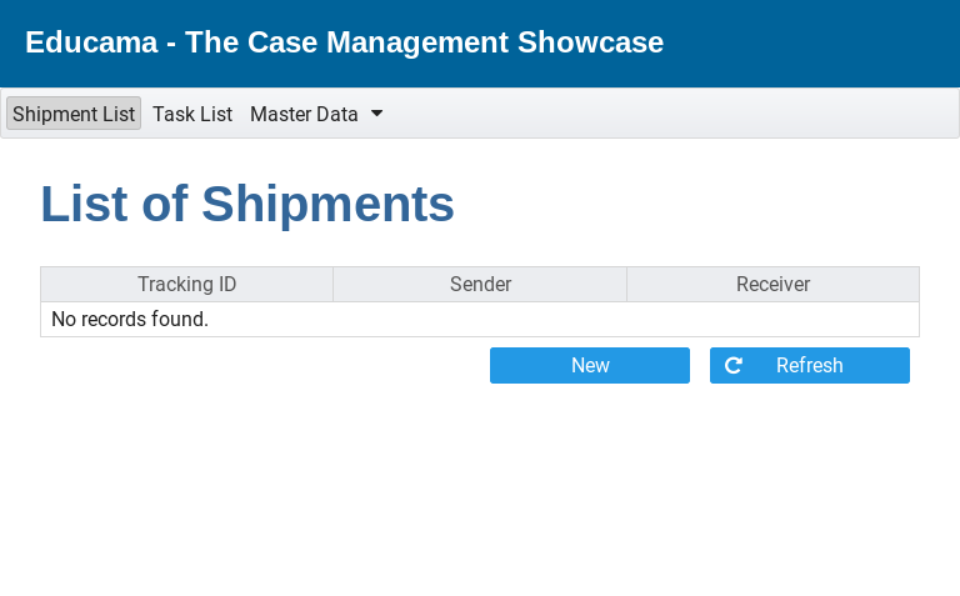 Educama - The Case Management Showcase
Shipment List Task List Master Data
List of Shipments
Tracking ID Sender Receiver
No records found.
New Refresh